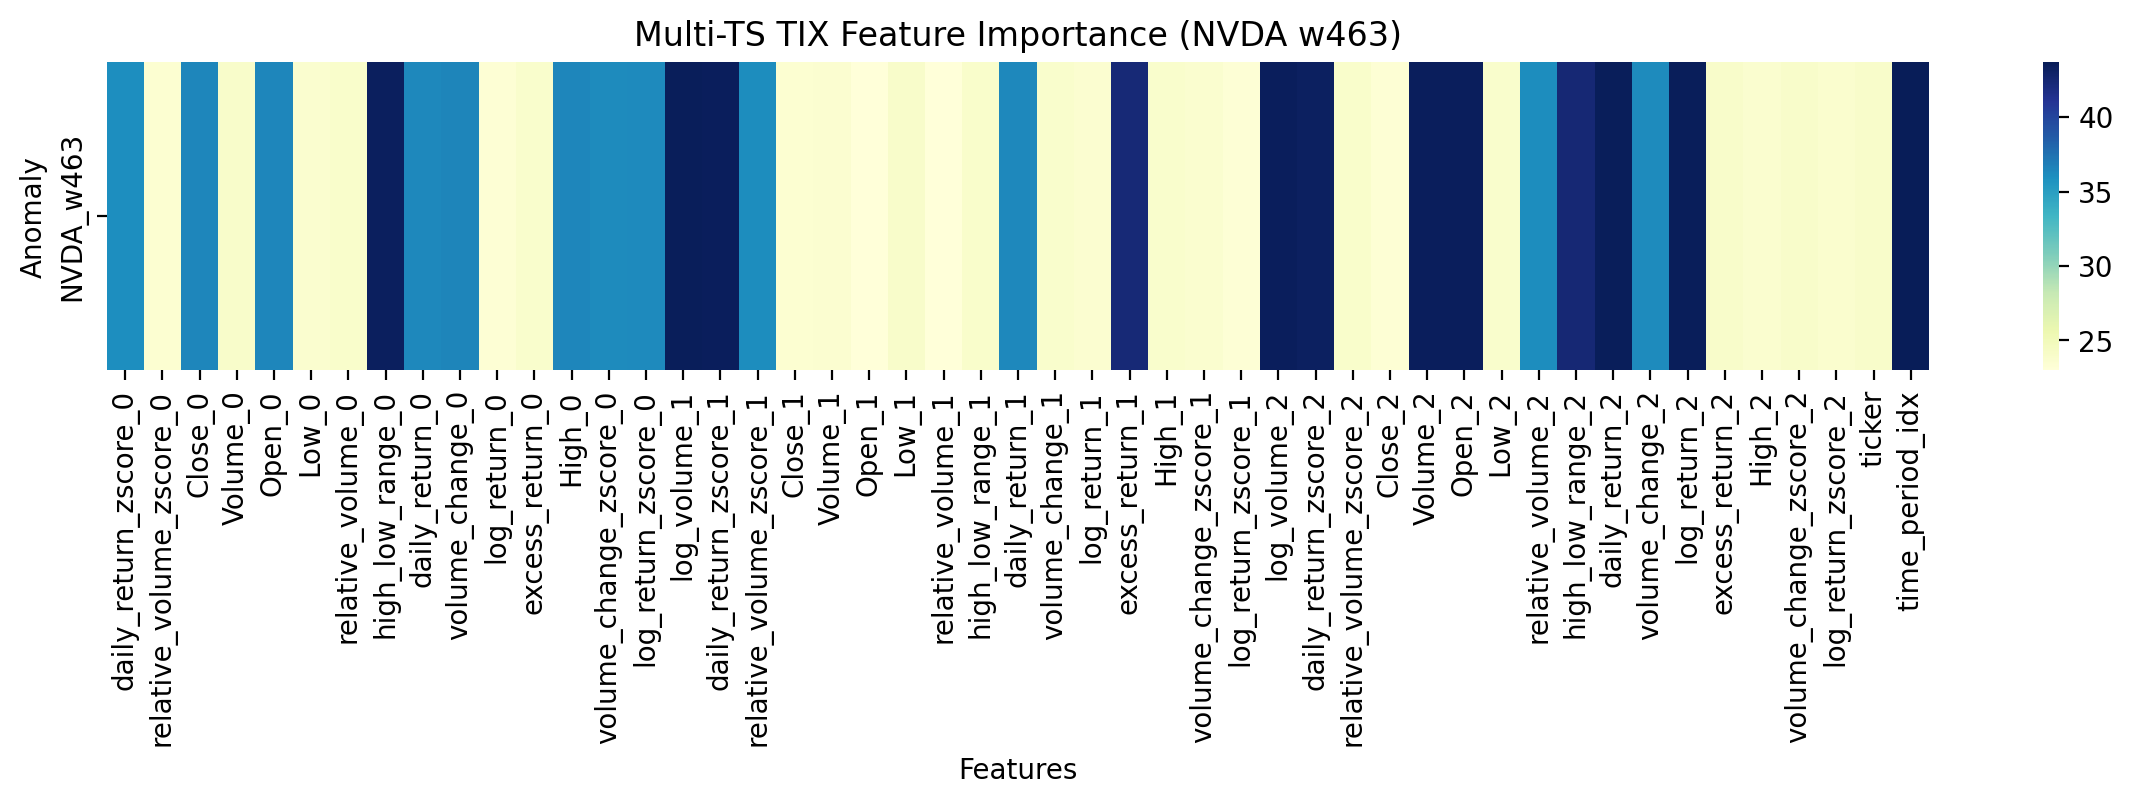 Multi-TS TIX Feature Importance (NVDA w463)
Anomaly
NVDA_w463
40
35
30
25
daily_return_zscore_0
relative_volume_zscore_0
Close_0
Volume_0
Open_0
Low_0
relative_volume_0
high_low_range_0
daily_return_0
volume_change_0
log_return_0
excess_return_0
High_0
volume_change_zscore_0
log_return_zscore_0
log_volume_1
daily_return_zscore_1
relative_volume_zscore_1
Close_1
Volume_1
Open_1
Low_1
relative_volume_1
high_low_range_1
daily_return_1
volume_change_1
log_return_1
excess_return_1
High_1
volume_change_zscore_1
log_return_zscore_1
log_volume_2
daily_return_zscore_2
relative_volume_zscore_2
Close_2
Volume_2
Open_2
Low_2
relative_volume_2
high_low_range_2
daily_return_2
volume_change_2
log_return_2
excess_return_2
High_2
volume_change_zscore_2
log_return_zscore_2
ticker
time_period_idx
Features